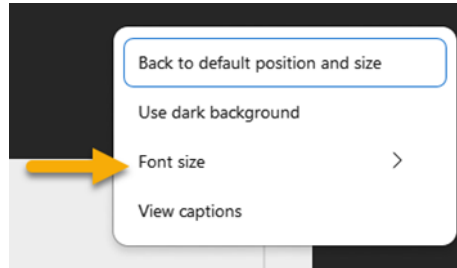 Back to default position and size
Use dark background
Font size
View captions